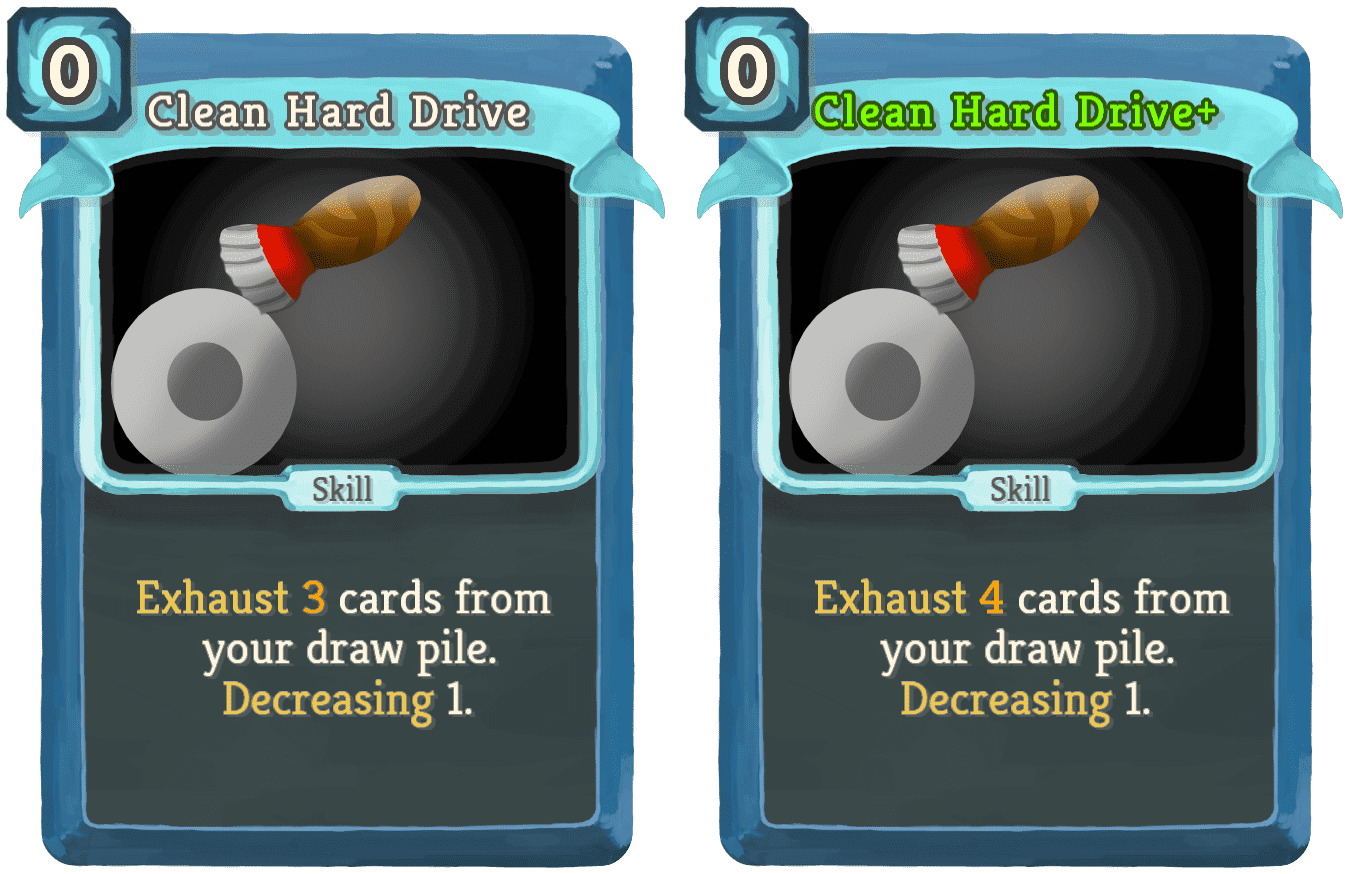 0
Clean Hard Drive
Skill
Exhaust 3 cards from
your draw pile.
Decreasing 1.
0
Clean Hard Drive+
Skill
Exhaust 4 cards from
your draw pile.
Decreasing 1.